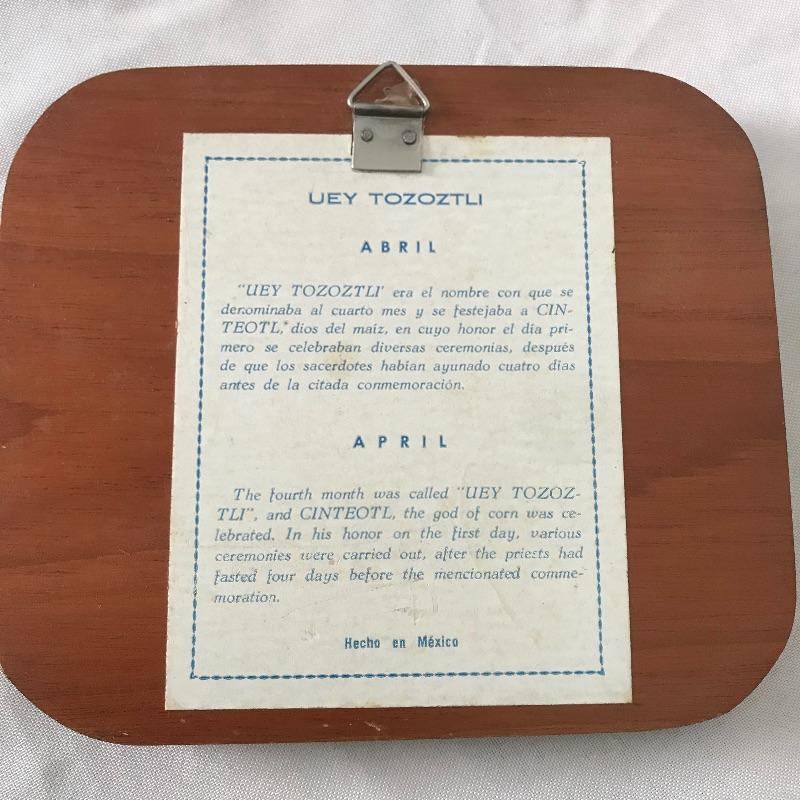 UEY TOZOZTLI
ABRIL
"UEY TOZOZTLI' era el nombre con que se
denominaba al cuarto mes y se festejaba a CIN-
TEOTL, dios del maíz, en cuyo honor el día pri-
mero se celebraban diversas ceremonias, después
de que los sacerdotes habían ayunado cuatro días
antes de la citada conmemoración.
APRIL
The fourth month was called "UEY TOZOZ-
TLI", and CINTEOTL, the god of corn was ce-
lebrated. In his honor on the first day, various
ceremonies were carried out, after the priests had
fasted four days before the mencionated comme-
moration.
Hecho en México